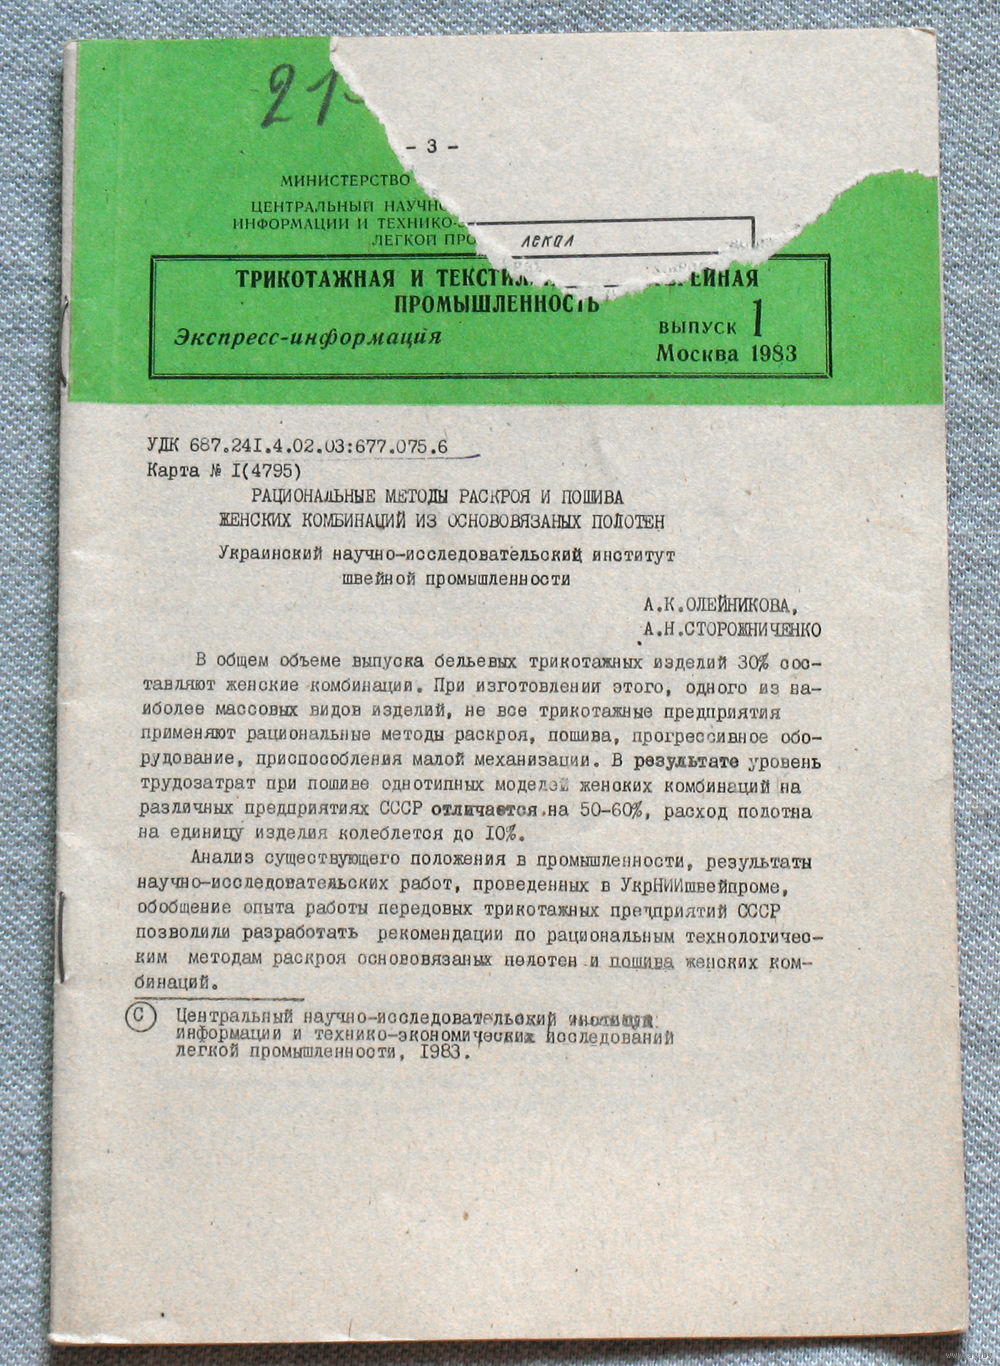 21-
- 3 -
МИНИСТЕРСТВО
ЦЕНТРАЛЬНЫЙ НАУЧНО
ИНФОРМАЦИИ И ТЕХНИКО-
ЛЕГКОЙ ПРО
лекал
ТРИКОТАЖНАЯ И ТЕКСТИЛ ЕЙНАЯ
ПРОМЫШЛЕННОСТЬ
Экспресс-информация
ВЫПУСК 1
Москва 1983
УДК 687.241.4.02.03:677.075.6
Карта № I(4795)
РАЦИОНАЛЬНЫЕ МЕТОДЫ РАСКРОЯ И ПОШИВА
ЖЕНСКИХ КОМБИНАЦИЙ ИЗ ОСНОВОВЯЗАНЫХ ПОЛОТЕН
Украинский научно-исследовательский институт
швейной промышленности
А.К.ОЛЕЙНИКОВА,
А.Н.СТОРОЖНИЧЕНКО
В общем объеме выпуска бельевых трикотажных изделий 30% сос-
тавляют женские комбинации. При изготовлении этого, одного из на-
иболее массовых видов изделий, не все трикотажные предприятия
применяют рациональные методы раскроя, пошива, прогрессивное обо-
рудование, приспособления малой механизации. В результате уровень
трудозатрат при пошиве однотипных моделей женских комбинаций на
различных предприятиях СССР отличается на 50-60%, расход полотна
на единицу изделия колеблется до 10%.
Анализ существующего положения в промышленности, результаты
научно-исследовательских работ, проведенных в УкрНИИшвейпроме,
обобщение опыта работы передовых трикотажных предприятий СССР
позволили разработать рекомендации по рациональным технологичес-
ким методам раскроя основовязаных полотен и пошива женских ком-
бинаций.
© Центральный научно-исследовательский институт
информации и технико-экономических исследований
легкой промышленности, 1983.